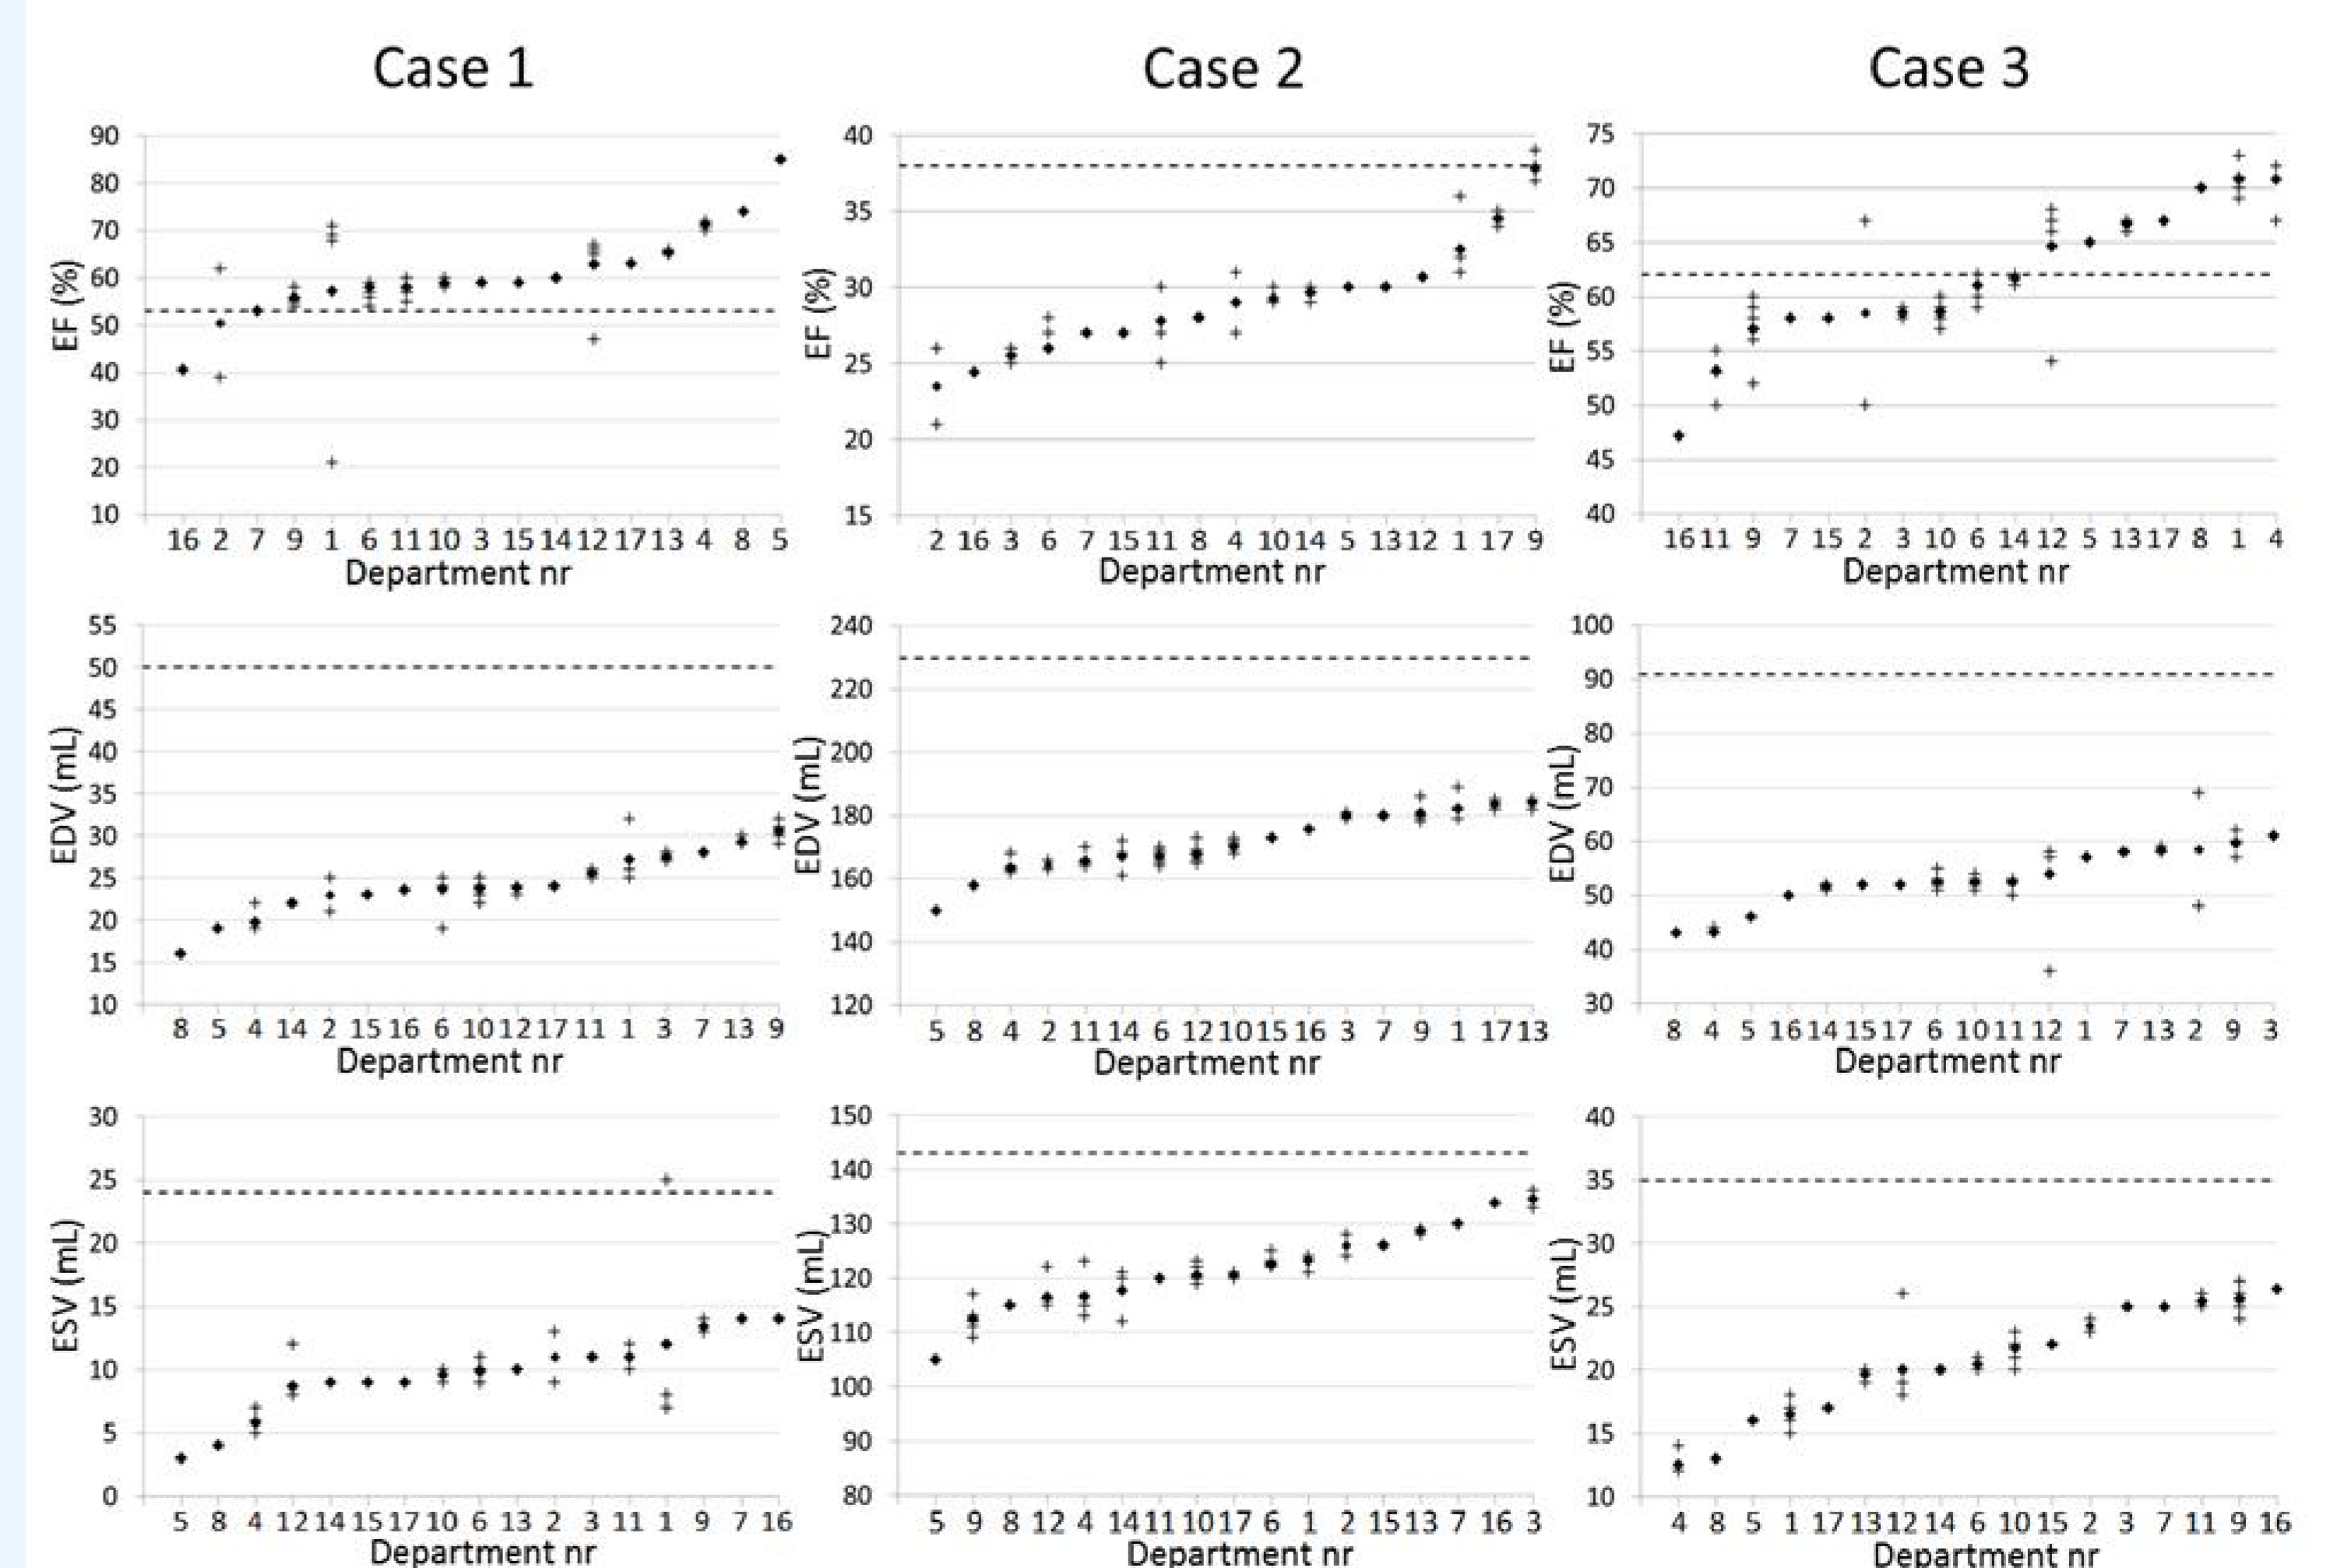 Case 1 Case 2 Case 3
90 80 70 60 50 40 30 20 10
EF (%)
16 2 7 9 1 6 11 10 3 15 14 12 17 13 4 8 5
Department nr
40 35 30 25 20 15
EF (%)
2 16 3 6 7 15 11 8 4 10 14 5 13 12 1 17 9
Department nr
75 70 65 60 55 50 45 40
EF (%)
16 11 9 7 15 2 3 10 6 14 12 5 13 17 8 1 4
Department nr
55 50 45 40 35 30 25 20 15 10
EDV (mL)
8 5 4 14 2 15 16 6 10 12 17 11 1 3 7 13 9
Department nr
240 220 200 180 160 140 120
EDV (mL)
5 8 4 2 11 14 6 12 10 15 16 3 7 9 1 17 13
Department nr
100 90 80 70 60 50 40 30
EDV (mL)
8 4 5 16 14 15 17 6 10 11 12 1 7 13 2 9 3
Department nr
30 25 20 15 10 5 0
ESV (mL)
5 8 4 12 14 15 17 10 6 13 2 3 11 1 9 7 16
Department nr
150 140 130 120 110 100 90 80
ESV (mL)
5 9 8 12 4 14 11 10 17 6 1 2 15 13 7 16 3
Department nr
40 35 30 25 20 15 10
ESV (mL)
4 8 5 1 17 13 12 14 6 10 15 2 3 7 11 9 16
Department nr